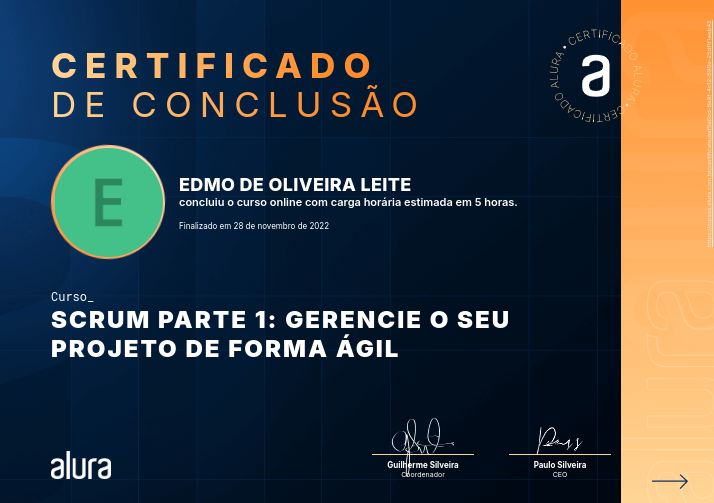 CERTIFICADO
DE CONCLUSÃO
• CERTIFICADO ALURA • CERTIFICADO ALURA
a
E
EDMO DE OLIVEIRA LEITE
concluiu o curso online com carga horária estimada em 5 horas.
Finalizado em 28 de novembro de 2022
Curso_
SCRUM PARTE 1: GERENCIE O SEU
PROJETO DE FORMA ÁGIL
alura
Guilherme Silveira
Coordenador
Paulo Silveira
CEO
alura